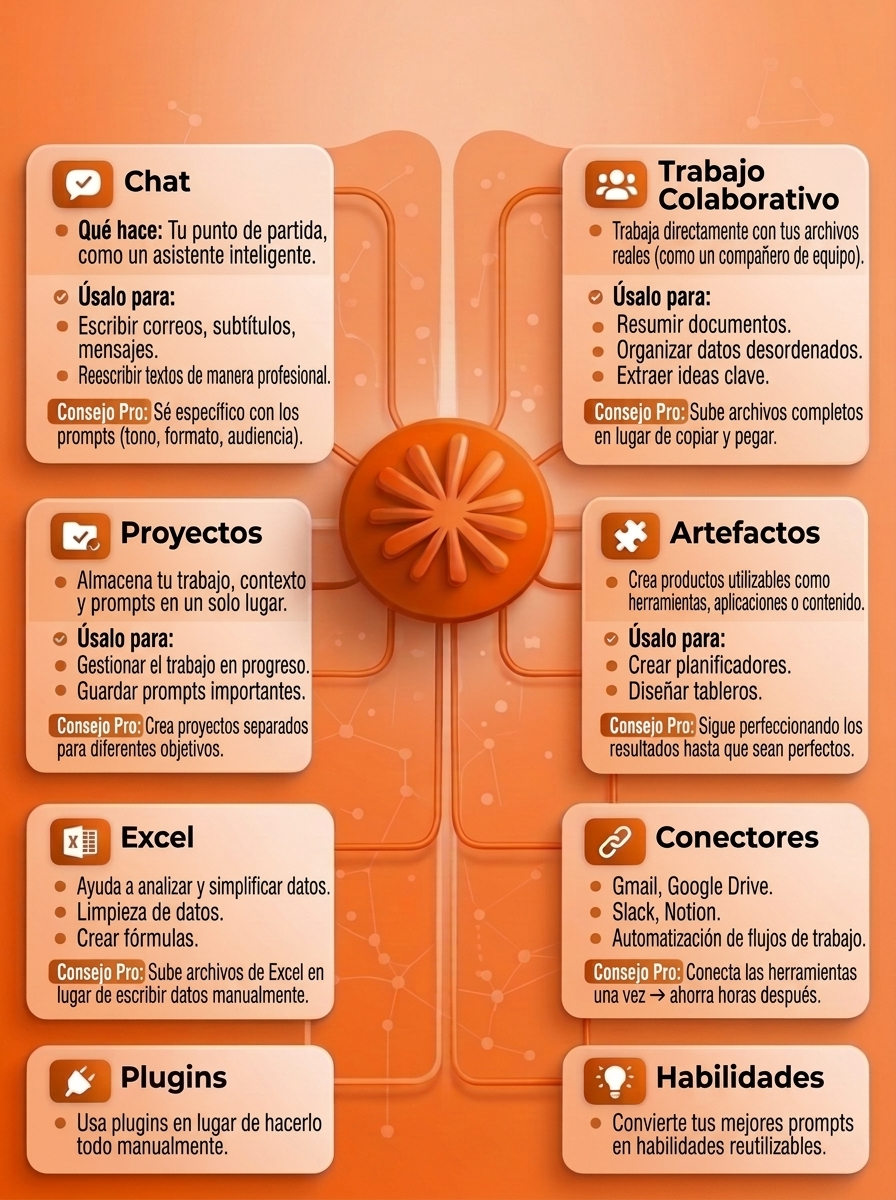 Chat
Qué hace: Tu punto de partida,
como un asistente inteligente.
Úsalo para:
Escribir correos, subtítulos,
mensajes.
Reescribir textos de manera profesional.
Consejo Pro: Sé específico con los
prompts (tono, formato, audiencia).
Trabajo
Colaborativo
Trabaja directamente con tus archivos
reales (como un compañero de equipo).
Úsalo para:
Resumir documentos.
Organizar datos desordenados.
Extraer ideas clave.
Consejo Pro: Sube archivos completos
en lugar de copiar y pegar.
Proyectos
Almacena tu trabajo, contexto
y prompts en un solo lugar.
Úsalo para:
Gestionar el trabajo en progreso.
Guardar prompts importantes.
Consejo Pro: Crea proyectos separados
para diferentes objetivos.
Artefactos
Crea productos utilizables como
herramientas, aplicaciones o contenido.
Úsalo para:
Crear planificadores.
Diseñar tableros.
Consejo Pro: Sigue perfeccionando los
resultados hasta que sean perfectos.
X
Excel
Ayuda a analizar y simplificar datos.
Limpieza de datos.
Crear fórmulas.
Consejo Pro: Sube archivos de Excel en
lugar de escribir datos manualmente.
Conectores
Gmail, Google Drive.
Slack, Notion.
Automatización de flujos de trabajo.
Consejo Pro: Conecta las herramientas
una vez → ahorra horas después.
Plugins
Usa plugins en lugar de hacerlo
todo manualmente.
Habilidades
Convierte tus mejores prompts
en habilidades reutilizables.